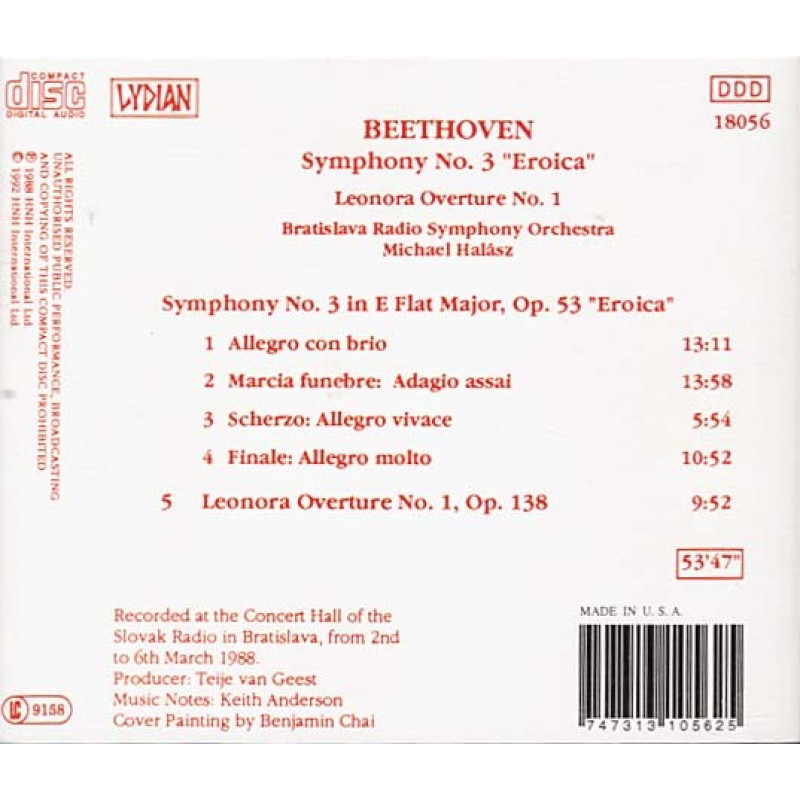 COMPACT
disc
DIGITAL AUDIO
LYDIAN
DDD
18056
BEETHOVEN
Symphony No. 3 "Eroica"
Leonora Overture No. 1
Bratislava Radio Symphony Orchestra
Michael Halász
Symphony No. 3 in E Flat Major, Op. 53 "Eroica"
1 Allegro con brio 13:11
2 Marcia funebre: Adagio assai 13:58
3 Scherzo: Allegro vivace 5:54
4 Finale: Allegro molto 10:52
5 Leonora Overture No. 1, Op. 138 9:52
53'47"
Recorded at the Concert Hall of the
Slovak Radio in Bratislava, from 2nd
to 6th March 1988.
Producer: Teije van Geest
Music Notes: Keith Anderson
Cover Painting by Benjamin Chai
MADE IN U. S. A.
7 47313 10562 5
LC 9158
ALL RIGHTS RESERVED.
UNAUTHORISED PUBLIC PERFORMANCE, BROADCASTING
AND COPYING OF THIS COMPACT DISC PROHIBITED
℗ 1988 HNH International Ltd.
© 1992 HNH International Ltd.